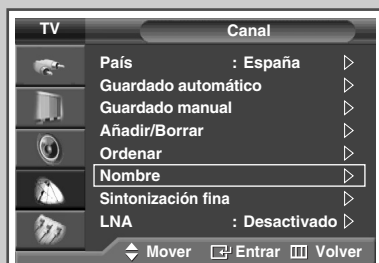 TV Canal
País : España
Guardado automático
Guardado manual
Añadir/Borrar
Ordenar
Nombre
Sintonización fina
LNA : Desactivado
Mover Entrar Volver